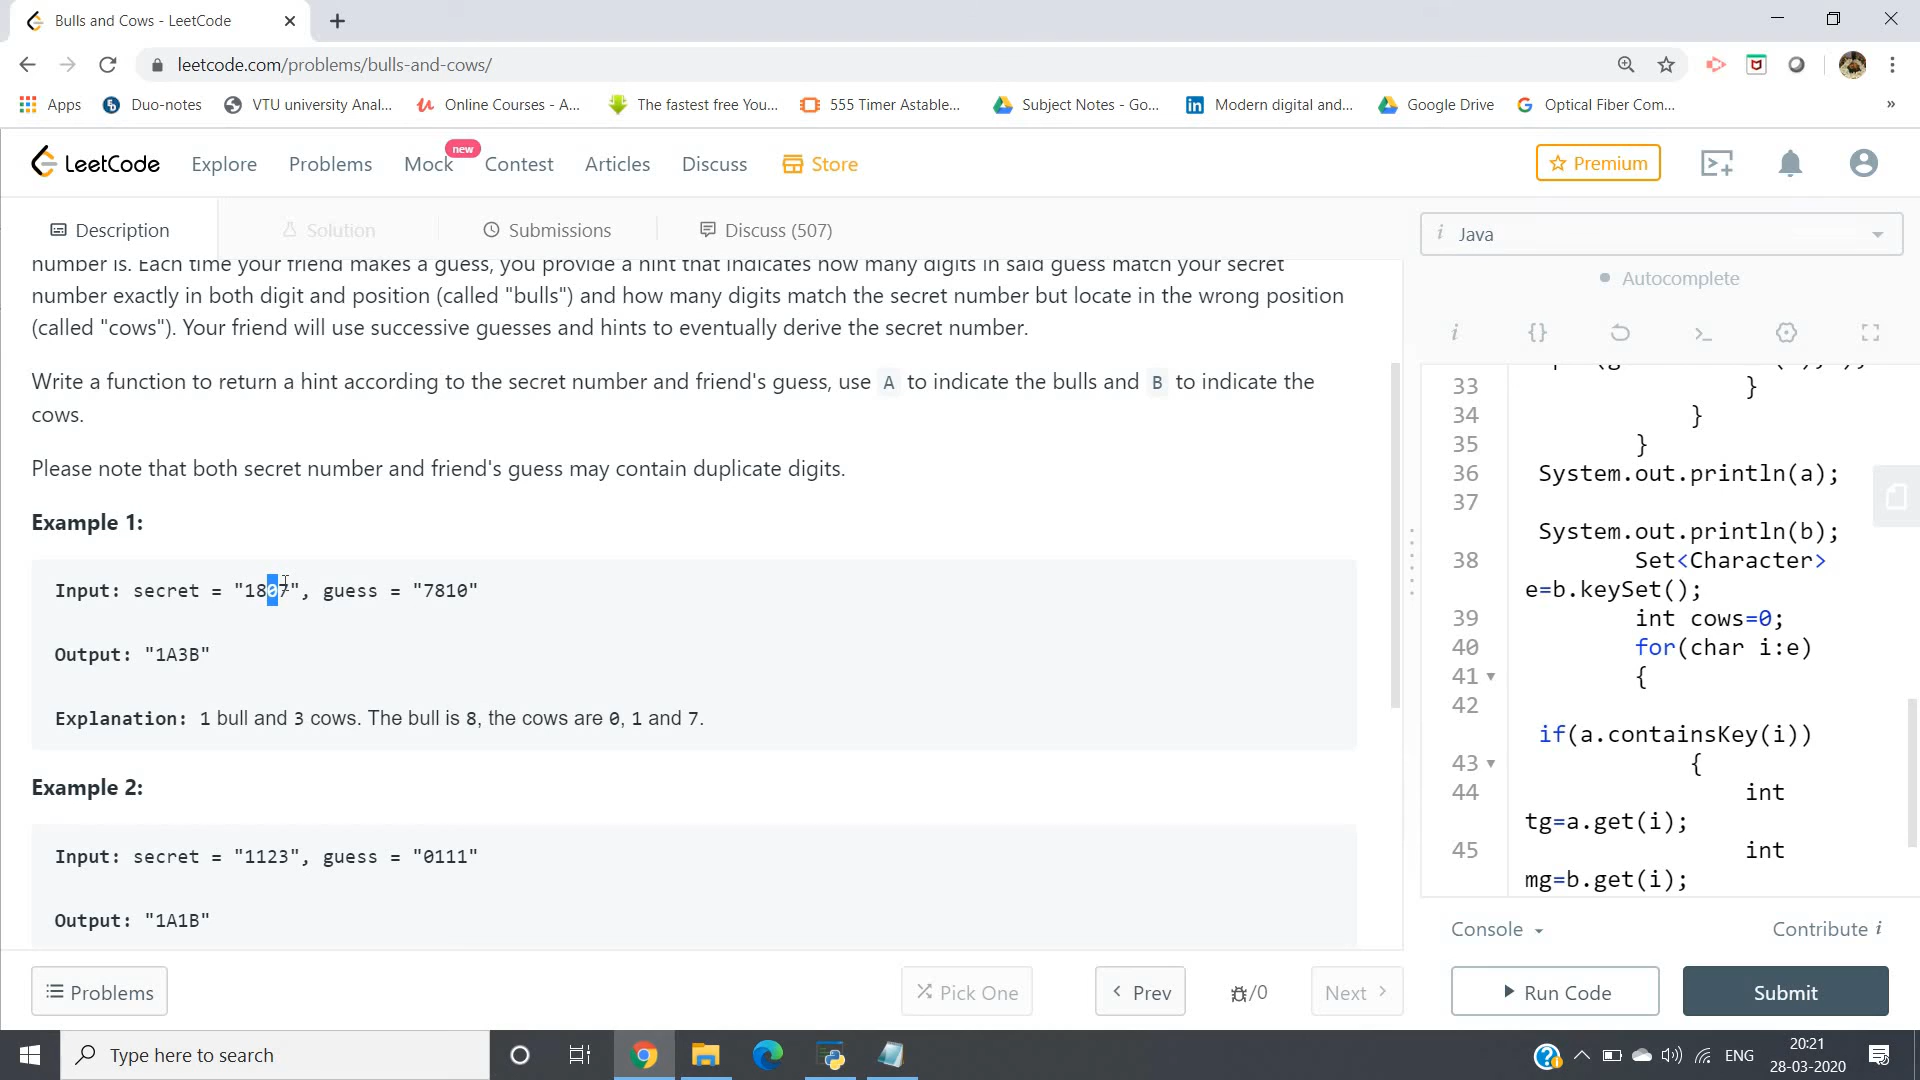 Bulls and Cows - LeetCode
leetcode.com/problems/bulls-and-cows/
Apps Duo-notes VTU university Anal... Online Courses - A... The fastest free You... 555 Timer Astable... Subject Notes - Go... Modern digital and... Google Drive Optical Fiber Com... »
LeetCode Explore Problems Mock new Contest Articles Discuss Store Premium
Description Solution Submissions Discuss (507)
number is. Each time your friend makes a guess, you provide a hint that indicates how many digits in said guess match your secret
number exactly in both digit and position (called "bulls") and how many digits match the secret number but locate in the wrong position
(called "cows"). Your friend will use successive guesses and hints to eventually derive the secret number.
Write a function to return a hint according to the secret number and friend's guess, use A to indicate the bulls and B to indicate the
cows.
Please note that both secret number and friend's guess may contain duplicate digits.
Example 1:
Input: secret = "1807", guess = "7810"
Output: "1A3B"
Explanation: 1 bull and 3 cows. The bull is 8, the cows are 0, 1 and 7.
Example 2:
Input: secret = "1123", guess = "0111"
Output: "1A1B"
Problems Pick One Prev /0 Next
i Java
Autocomplete
i {} >_
33 }
34 }
35 }
36 System.out.println(a);
37
System.out.println(b);
38 Set<Character>
e=b.keySet();
39 int cows=0;
40 for(char i:e)
41 {
42
if(a.containsKey(i))
43 {
44 int
tg=a.get(i);
45 int
mg=b.get(i);
Console Contribute i
Run Code Submit
Type here to search
ENG
20:21
28-03-2020